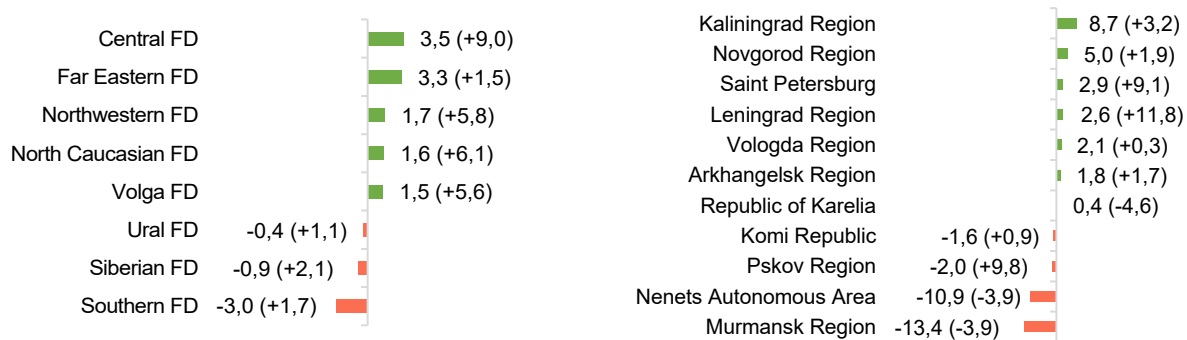 Central FD 3,5 (+9,0)
Far Eastern FD 3,3 (+1,5)
Northwestern FD 1,7 (+5,8)
North Caucasian FD 1,6 (+6,1)
Volga FD 1,5 (+5,6)
Ural FD -0,4 (+1,1)
Siberian FD -0,9 (+2,1)
Southern FD -3,0 (+1,7)
Kaliningrad Region 8,7 (+3,2)
Novgorod Region 5,0 (+1,9)
Saint Petersburg 2,9 (+9,1)
Leningrad Region 2,6 (+11,8)
Vologda Region 2,1 (+0,3)
Arkhangelsk Region 1,8 (+1,7)
Republic of Karelia 0,4 (-4,6)
Komi Republic -1,6 (+0,9)
Pskov Region -2,0 (+9,8)
Nenets Autonomous Area -10,9 (-3,9)
Murmansk Region -13,4 (-3,9)